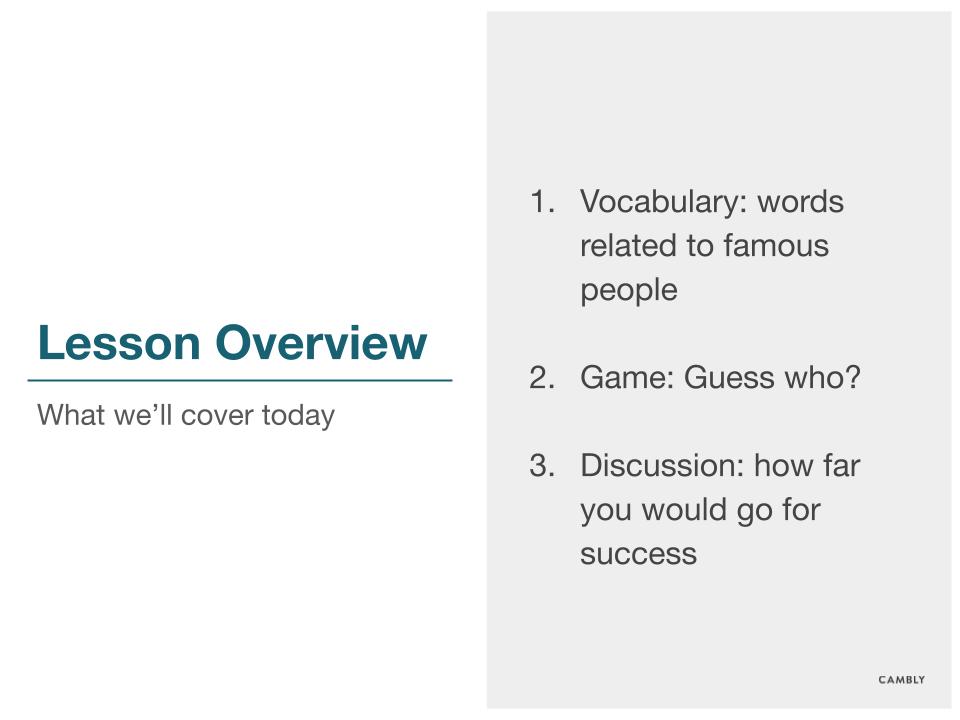 Lesson Overview
What we’ll cover today
1. Vocabulary: words
related to famous
people
2. Game: Guess who?
3. Discussion: how far
you would go for
success
CAMBLY